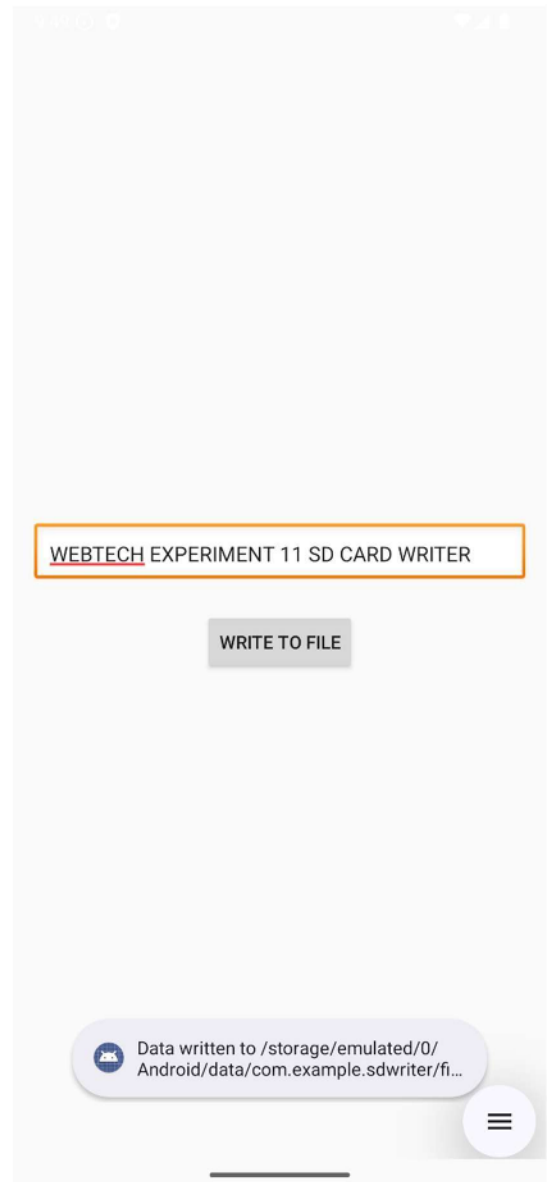 WEBTECH EXPERIMENT 11 SD CARD WRITER
WRITE TO FILE
Data written to /storage/emulated/0/
Android/data/com.example.sdwriter/fi...